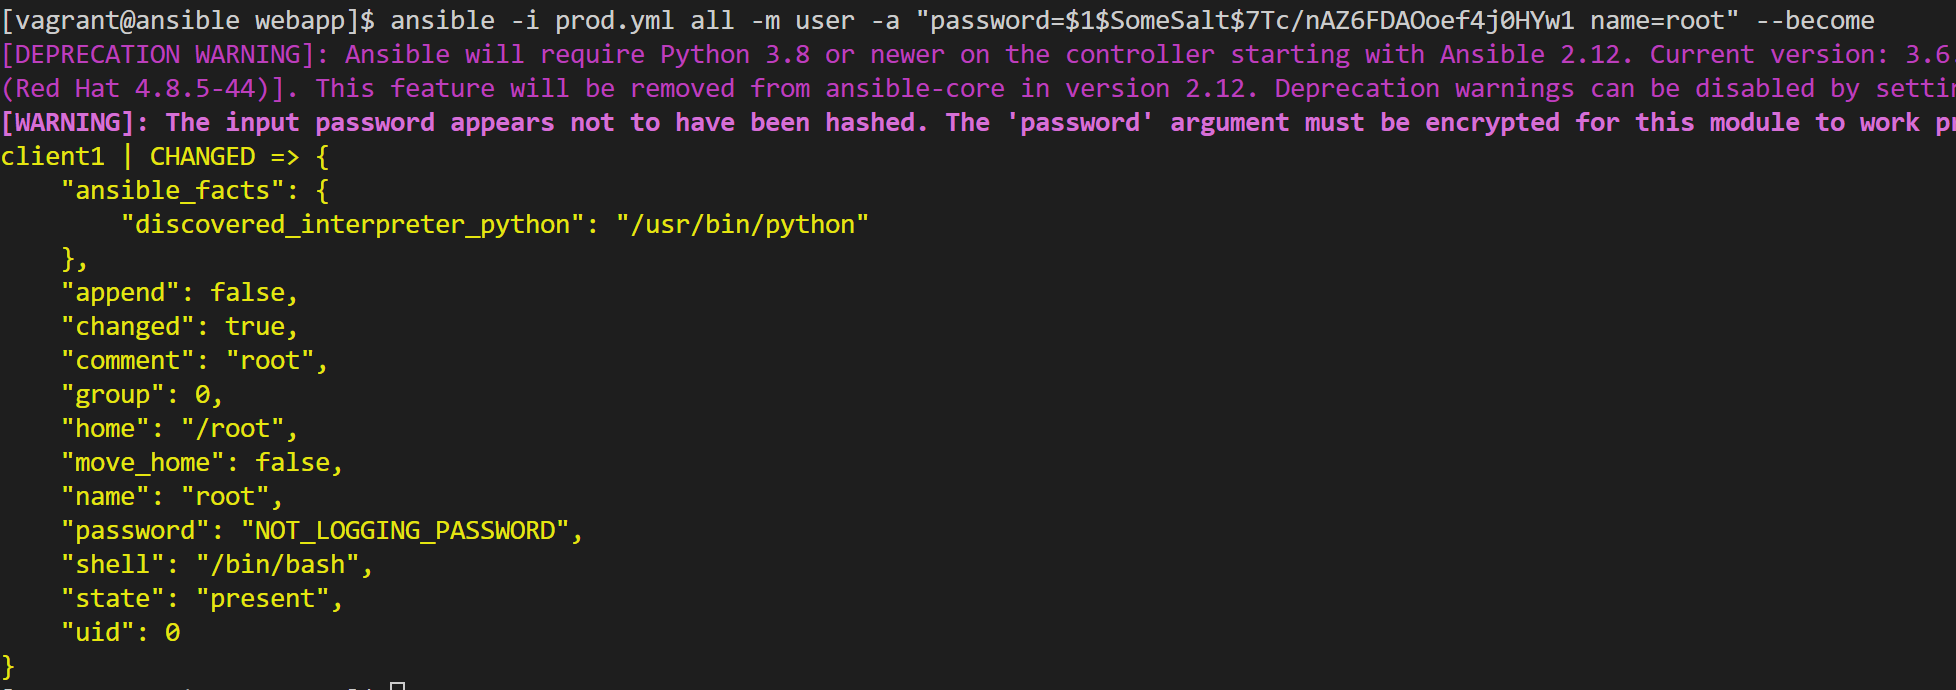 [vagrant@ansible webapp]$ ansible -i prod.yml all -m user -a "password=$1$SomeSalt$7Tc/nAZ6FDAOoef4j0HYw1 name=root" --become
[DEPRECATION WARNING]: Ansible will require Python 3.8 or newer on the controller starting with Ansible 2.12. Current version: 3.6.
(Red Hat 4.8.5-44)]. This feature will be removed from ansible-core in version 2.12. Deprecation warnings can be disabled by settin
[WARNING]: The input password appears not to have been hashed. The 'password' argument must be encrypted for this module to work pr
client1 | CHANGED => {
    "ansible_facts": {
        "discovered_interpreter_python": "/usr/bin/python"
    },
    "append": false,
    "changed": true,
    "comment": "root",
    "group": 0,
    "home": "/root",
    "move_home": false,
    "name": "root",
    "password": "NOT_LOGGING_PASSWORD",
    "shell": "/bin/bash",
    "state": "present",
    "uid": 0
}